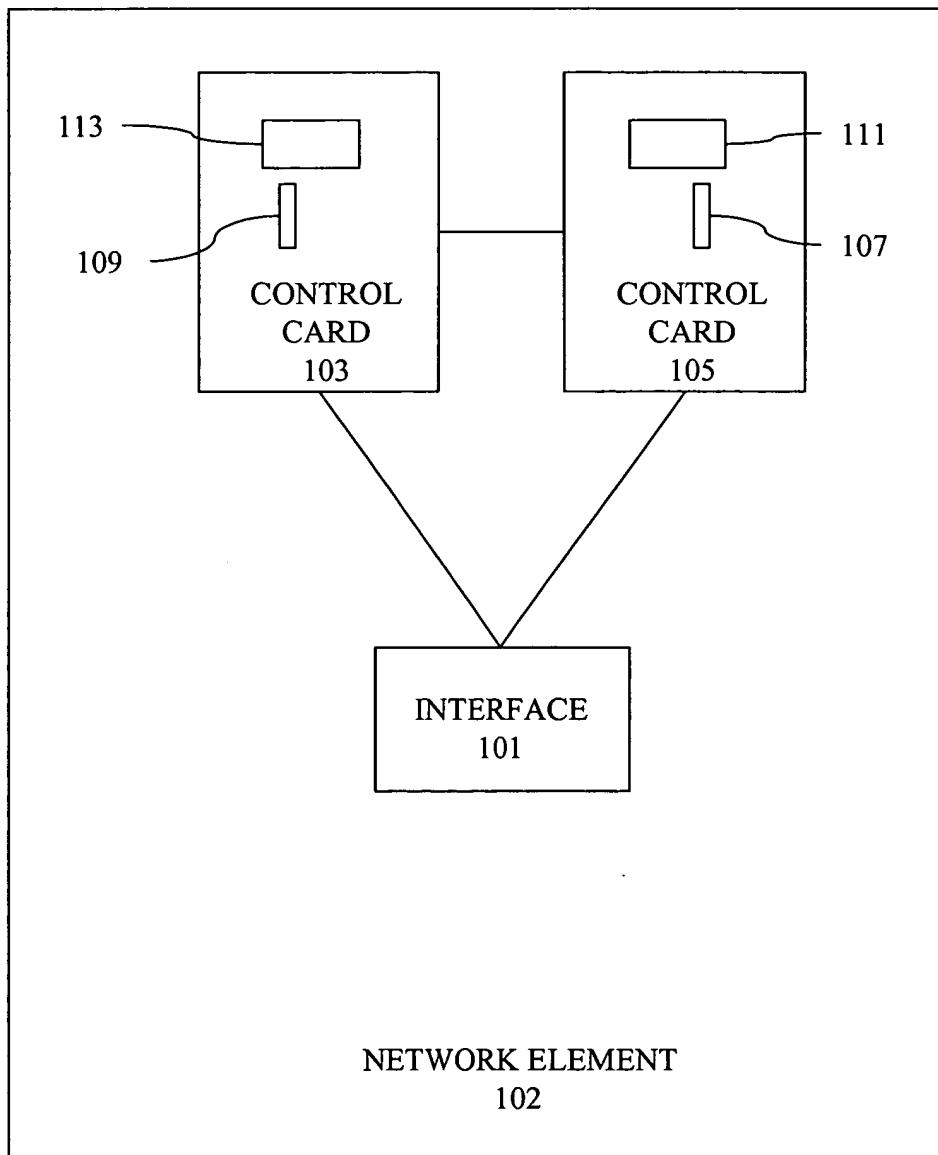 113
111
109
107
CONTROL
CARD
103
CONTROL
CARD
105
INTERFACE
101
NETWORK ELEMENT
102